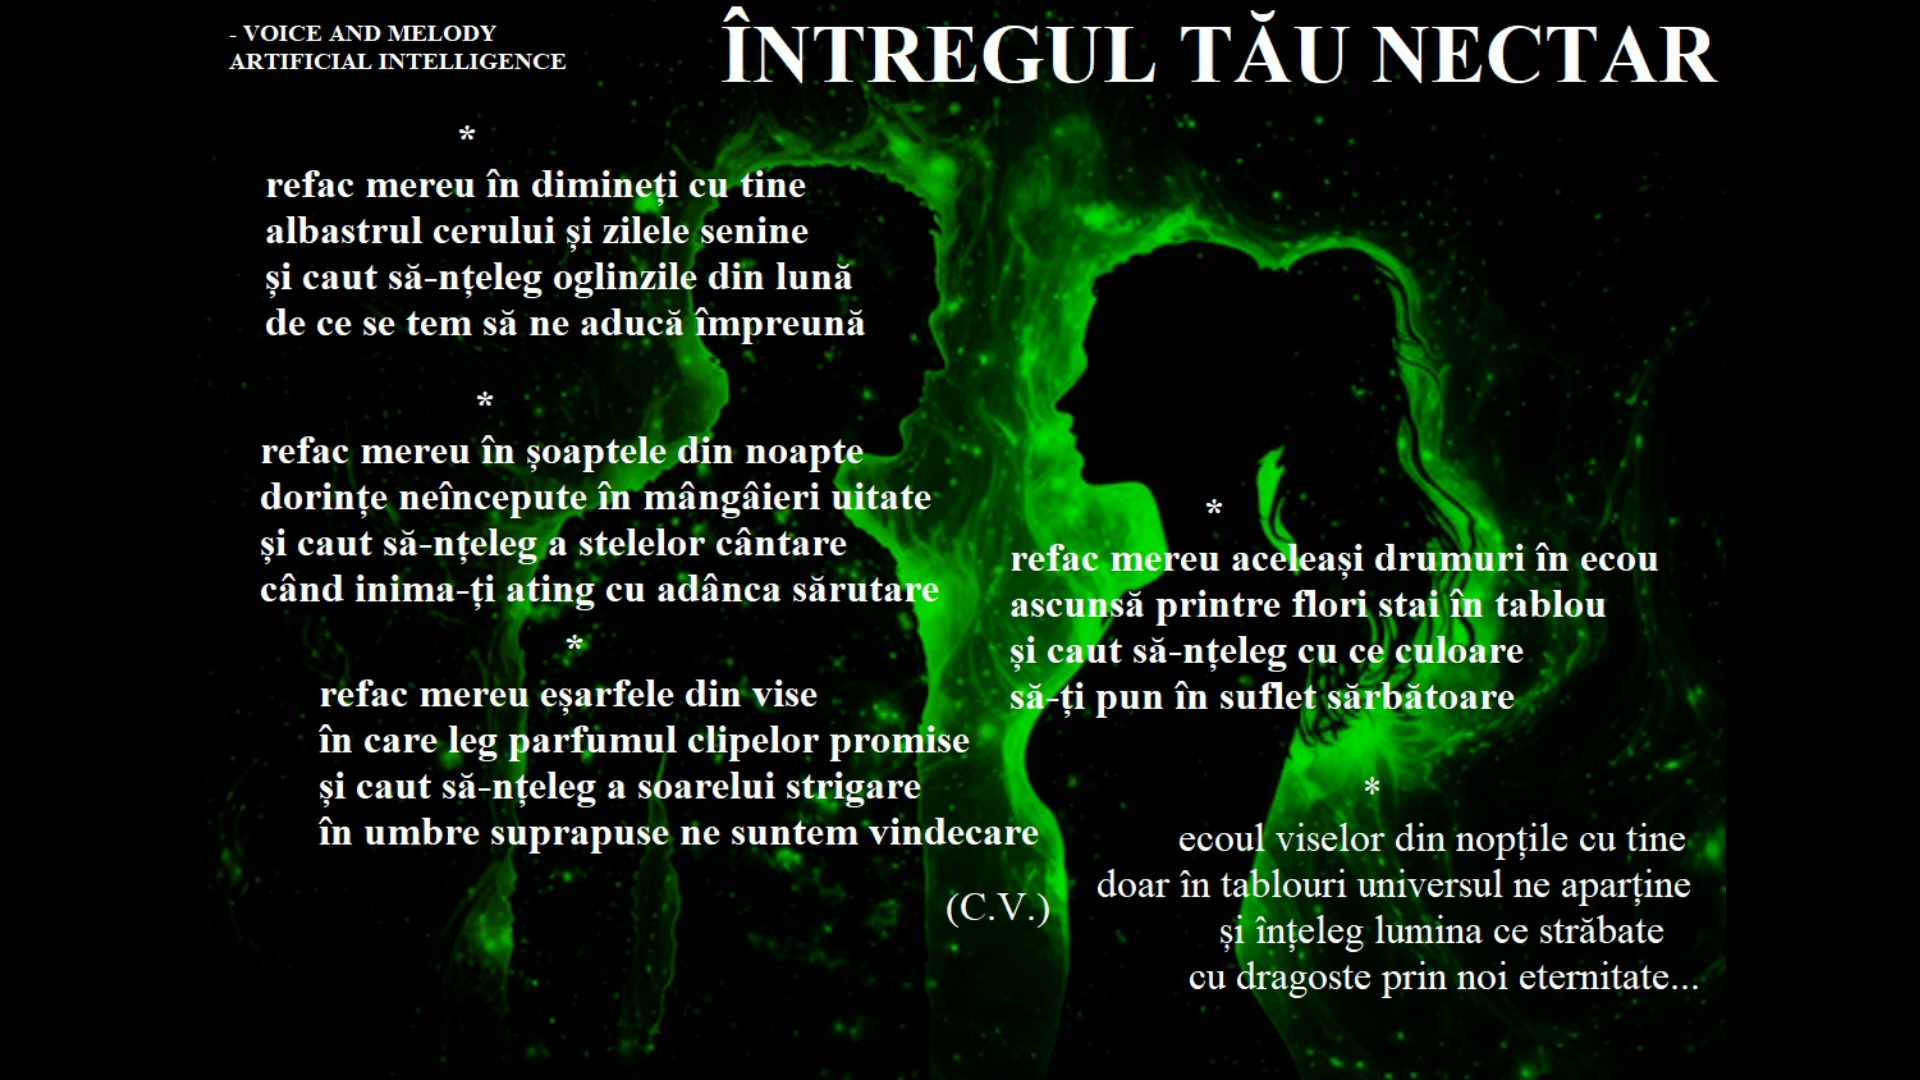 - VOICE AND MELODY
ARTIFICIAL INTELLIGENCE
ÎNTREGUL TĂU NECTAR
*
refac mereu în dimineți cu tine
albastrul cerului și zilele senine
și caut să-nțeleg oglinzile din lună
de ce se tem să ne aducă împreună
*
refac mereu în șoaptele din noapte
dorințe neîncepute în mângâieri uitate
și caut să-nțeleg a stelelor cântare
când inima-ți ating cu adânca sărutare
*
refac mereu eșarfele din vise
în care leg parfumul clipelor promise
și caut să-nțeleg a soarelui strigare
în umbre suprapuse ne suntem vindecare
*
refac mereu aceleași drumuri în ecou
ascunsă printre flori stai în tablou
și caut să-nțeleg cu ce culoare
să-ți pun în suflet sărbătoare
*
ecoul viselor din nopțile cu tine
doar în tablouri universul ne aparține
și înțeleg lumina ce străbate
cu dragoste prin noi eternitate...
(C.V.)